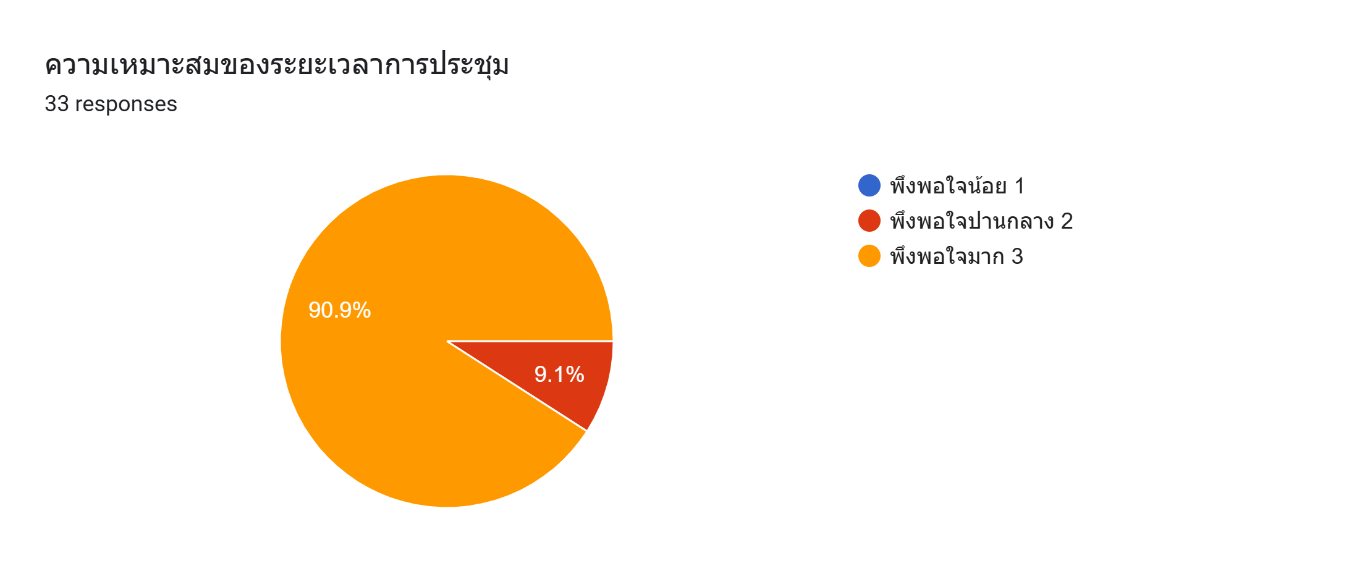 ความเหมาะสมของระยะเวลาการประชุม
33 responses
พึงพอใจน้อย 1
พึงพอใจปานกลาง 2
พึงพอใจมาก 3
90.9%
9.1%